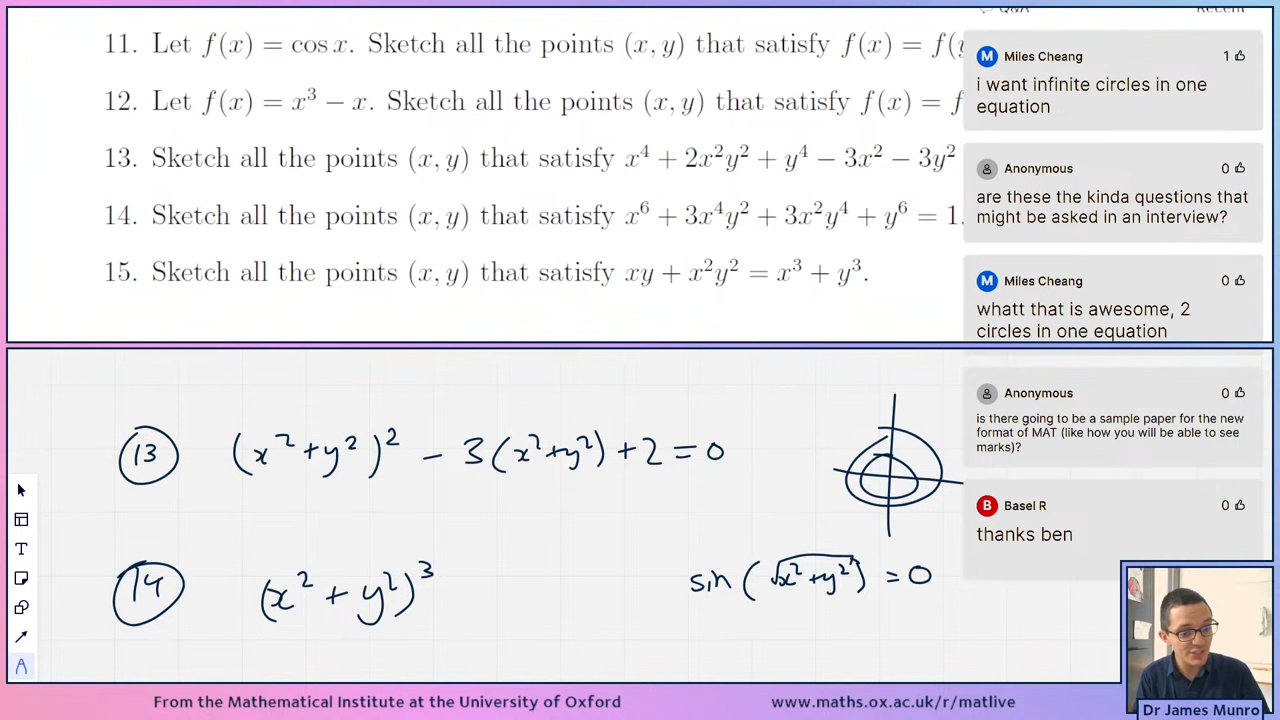 Q&A Recent
11. Let f(x) = cos x. Sketch all the points (x, y) that satisfy f(x) = f(y
12. Let f(x) = x³ − x. Sketch all the points (x, y) that satisfy f(x) = f
13. Sketch all the points (x, y) that satisfy x⁴ + 2x²y² + y⁴ − 3x² − 3y²
14. Sketch all the points (x, y) that satisfy x⁶ + 3x⁴y² + 3x²y⁴ + y⁶ = 1.
15. Sketch all the points (x, y) that satisfy xy + x²y² = x³ + y³.
M Miles Cheang 1
i want infinite circles in one
equation
Anonymous 0
are these the kinda questions that
might be asked in an interview?
M Miles Cheang 0
whatt that is awesome, 2
circles in one equation
Anonymous 0
is there going to be a sample paper for the new
format of MAT (like how you will be able to see
marks)?
B Basel R 0
thanks ben
13 (x² + y²)² − 3(x² + y²) + 2 = 0
14 (x² + y²)³
sin(√x² + y²) = 0
T
A
From the Mathematical Institute at the University of Oxford
www.maths.ox.ac.uk/r/matlive
Dr James Munro